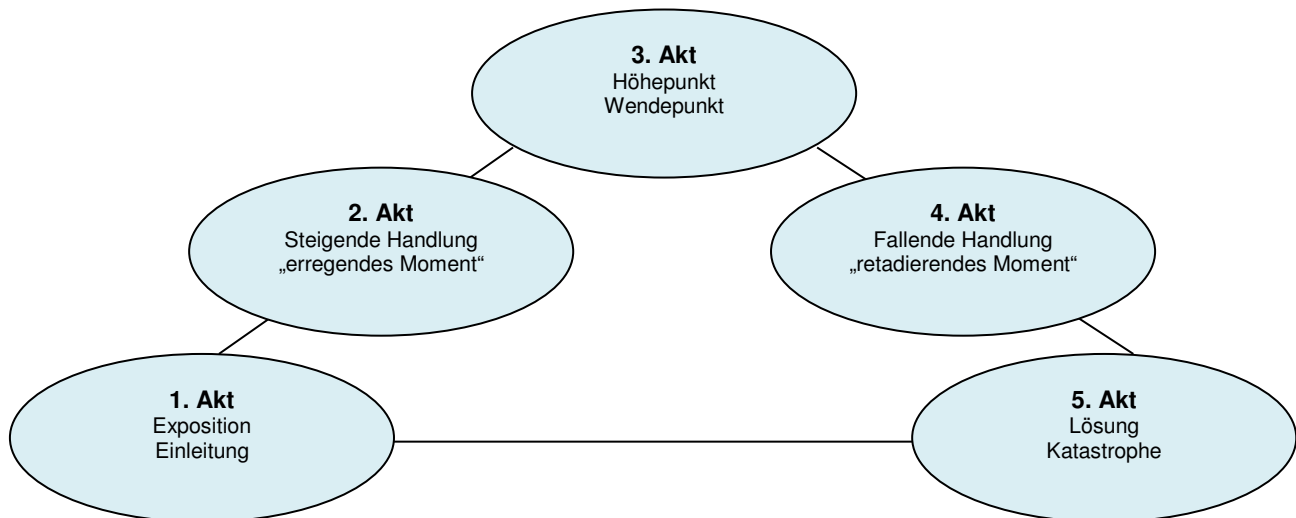 3. Akt
Höhepunkt
Wendepunkt
2. Akt
Steigende Handlung
„erregendes Moment“
4. Akt
Fallende Handlung
„retadierendes Moment“
1. Akt
Exposition
Einleitung
5. Akt
Lösung
Katastrophe